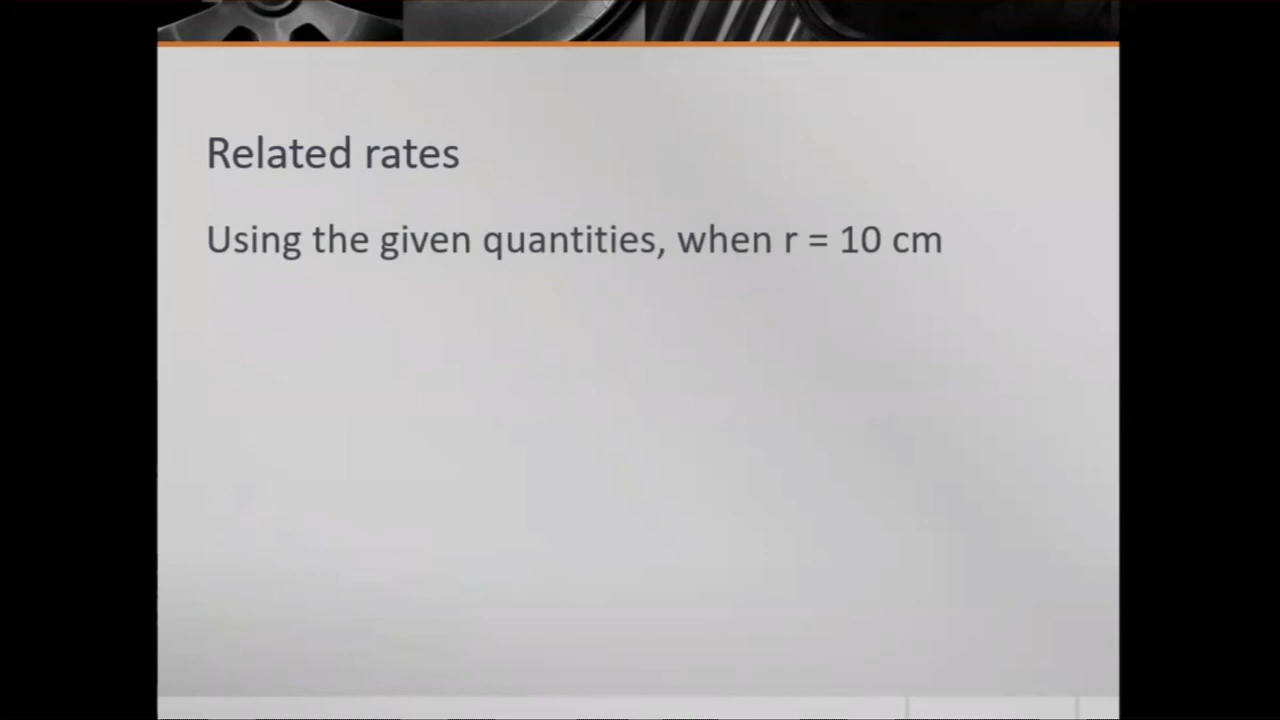 Related rates
Using the given quantities, when r = 10 cm